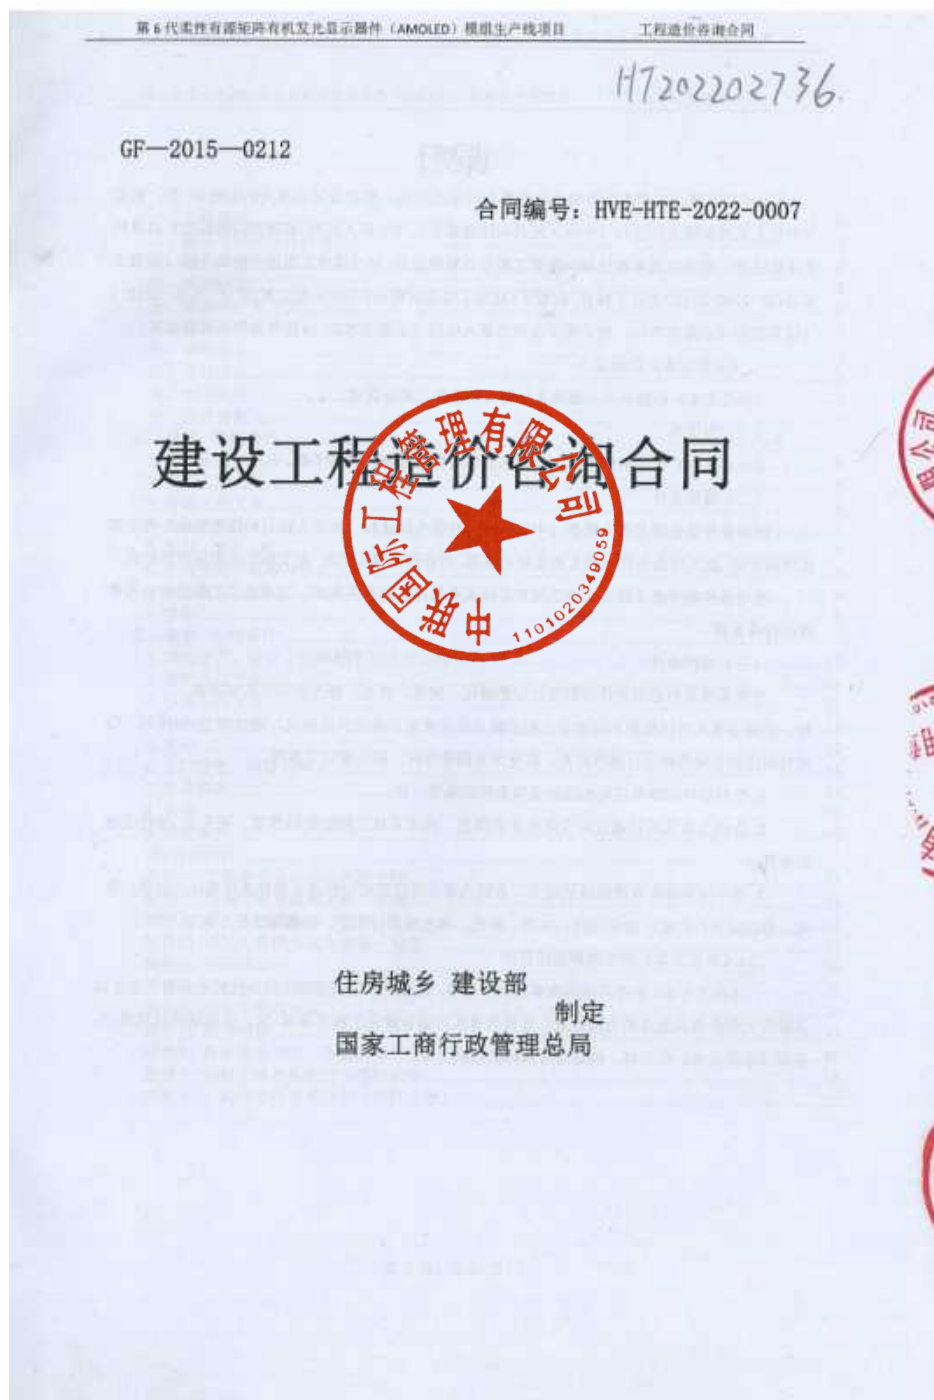 第6代柔性有源矩阵有机发光显示器件（AMOLED）模组生产线项目 工程造价咨询合同
HT202202736.
GF—2015—0212
合同编号：HVE-HTE-2022-0007
建设工程造价咨询合同
中联国际工程管理有限公司
1101020349059
住房城乡 建设部
制定
国家工商行政管理总局